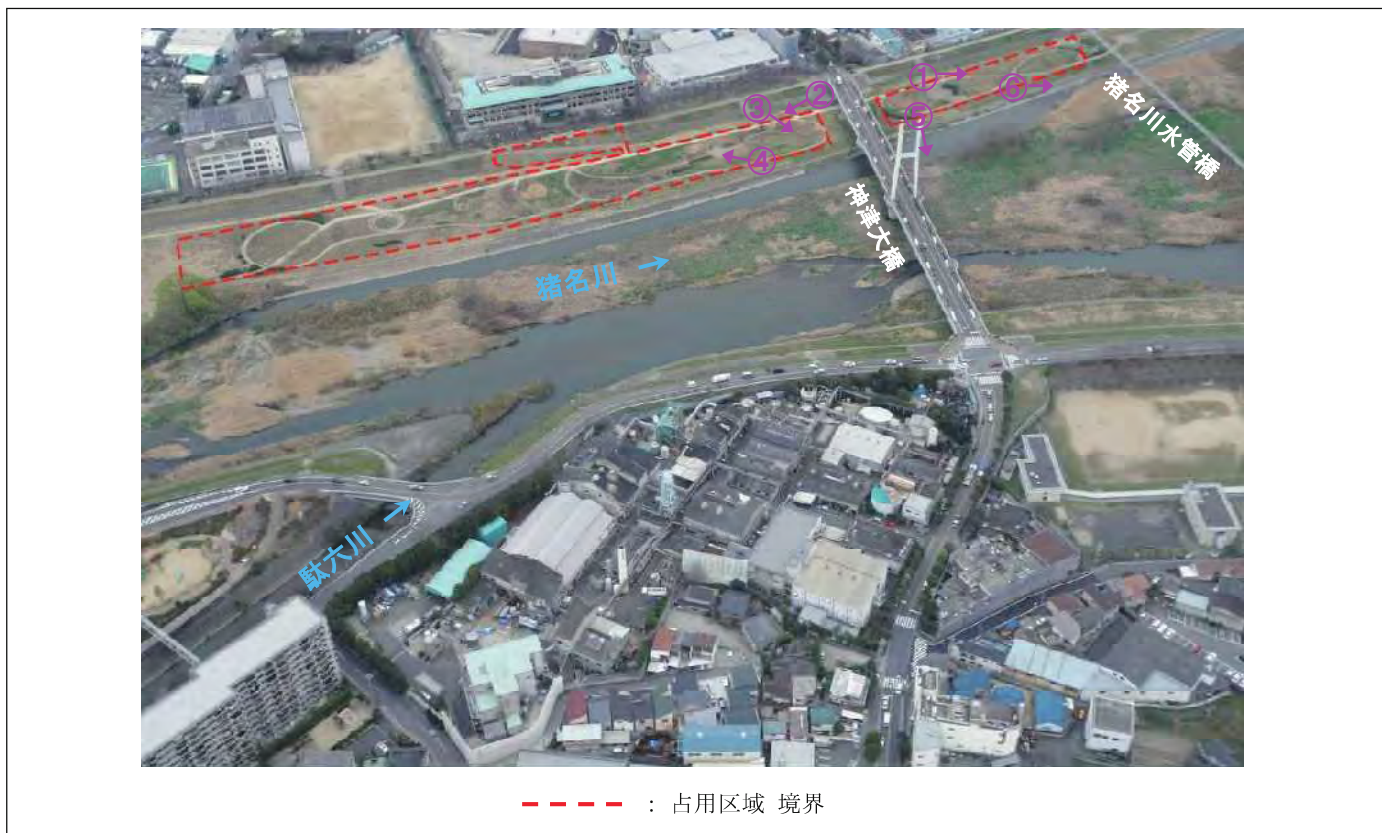 ①
⑥
②
③
⑤
④
猪名川水管橋
神津大橋
猪名川 →
駄六川 →
- - - - - : 占用区域 境界